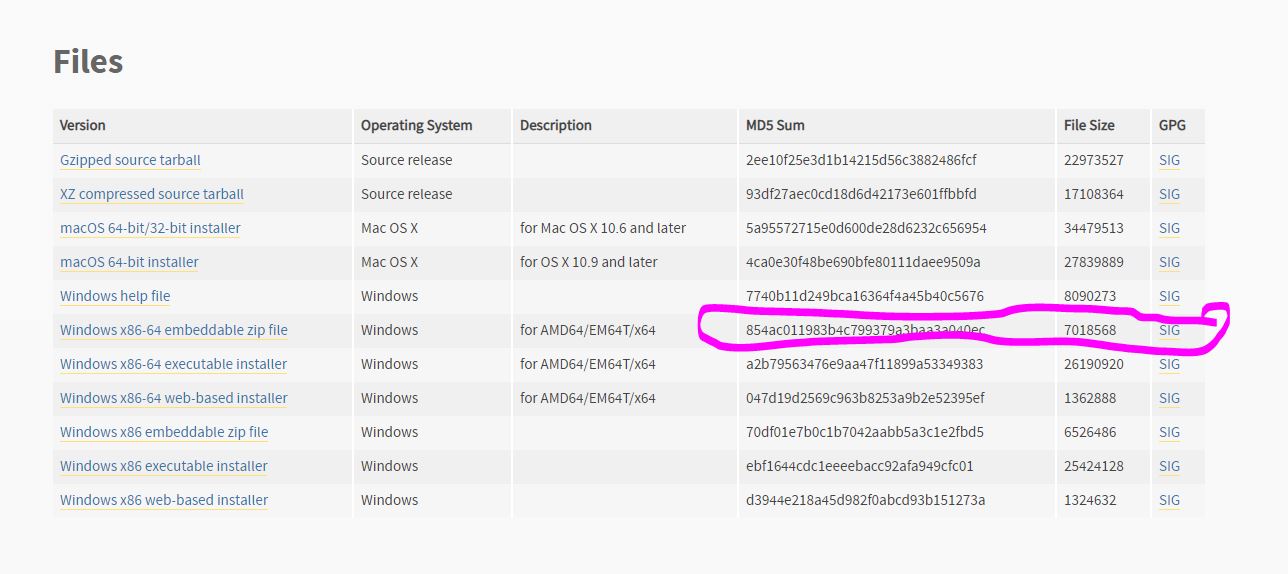 Files
Version Operating System Description MD5 Sum File Size GPG
Gzipped source tarball Source release 2ee10f25e3d1b14215d56c3882486fcf 22973527 SIG
XZ compressed source tarball Source release 93df27aec0cd18d6d42173e601ffbbfd 17108364 SIG
macOS 64-bit/32-bit installer Mac OS X for Mac OS X 10.6 and later 5a95572715e0d600de28d6232c656954 34479513 SIG
macOS 64-bit installer Mac OS X for OS X 10.9 and later 4ca0e30f48be690bfe80111daee9509a 27839889 SIG
Windows help file Windows 7740b11d249bca16364f4a45b40c5676 8090273 SIG
Windows x86-64 embeddable zip file Windows for AMD64/EM64T/x64 854ac011983b4c799379a3baa3a040ec 7018568 SIG
Windows x86-64 executable installer Windows for AMD64/EM64T/x64 a2b79563476e9aa47f11899a53349383 26190920 SIG
Windows x86-64 web-based installer Windows for AMD64/EM64T/x64 047d19d2569c963b8253a9b2e52395ef 1362888 SIG
Windows x86 embeddable zip file Windows 70df01e7b0c1b7042aabb5a3c1e2fbd5 6526486 SIG
Windows x86 executable installer Windows ebf1644cdc1eeeebacc92afa949cfc01 25424128 SIG
Windows x86 web-based installer Windows d3944e218a45d982f0abcd93b151273a 1324632 SIG